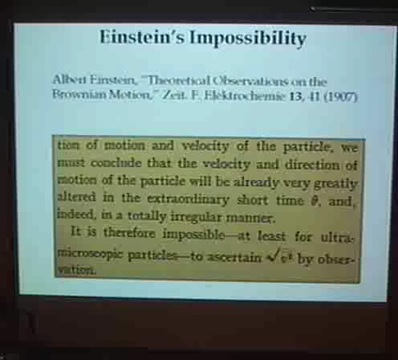 Einstein's Impossibility
Albert Einstein, "Theoretical Observations on the
Brownian Motion," Zeit. F. Elektrochemie 13, 41 (1907)
tion of motion and velocity of the particle, we
must conclude that the velocity and direction of
motion of the particle will be already very greatly
altered in the extraordinary short time θ, and,
indeed, in a totally irregular manner.
It is therefore impossible—at least for ultra-
microscopic particles—to ascertain √v² by obser-
vation.